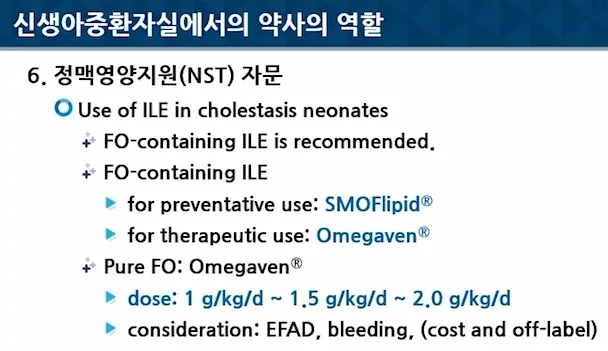 신생아중환자실에서의 약사의 역할
6. 정맥영양지원(NST) 자문
Use of ILE in cholestasis neonates
FO-containing ILE is recommended.
FO-containing ILE
for preventative use: SMOFlipid®
for therapeutic use: Omegaven®
Pure FO: Omegaven®
dose: 1 g/kg/d ~ 1.5 g/kg/d ~ 2.0 g/kg/d
consideration: EFAD, bleeding, (cost and off-label)